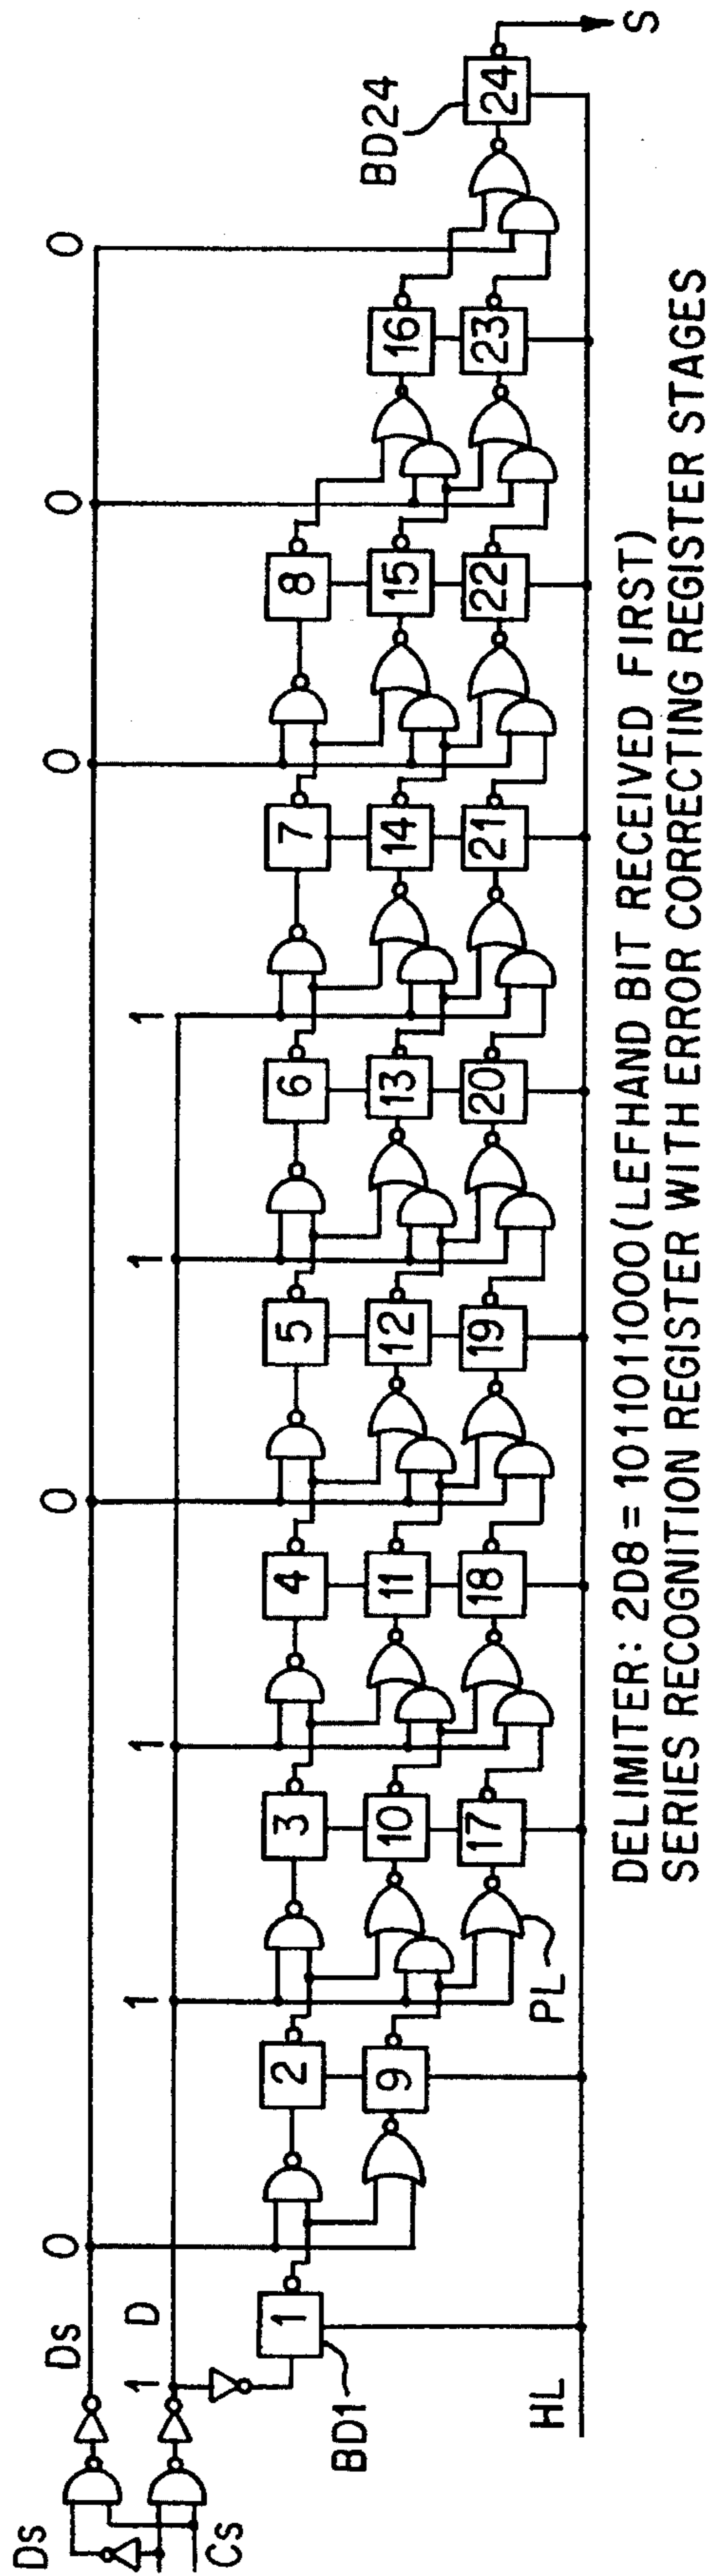 BD24
S
0 1 1 0 1 1 0 0 0
Ds
1 D
Ds
Cs
1 2 3 4 5 6 7 8
9 10 11 12 13 14 15 16
17 18 19 20 21 22 23 24
BD1
PL
HL
DELIMITER: 2D8 = 1011011000 (LEFHAND BIT RECEIVED FIRST)
SERIES RECOGNITION REGISTER WITH ERROR CORRECTING REGISTER STAGES